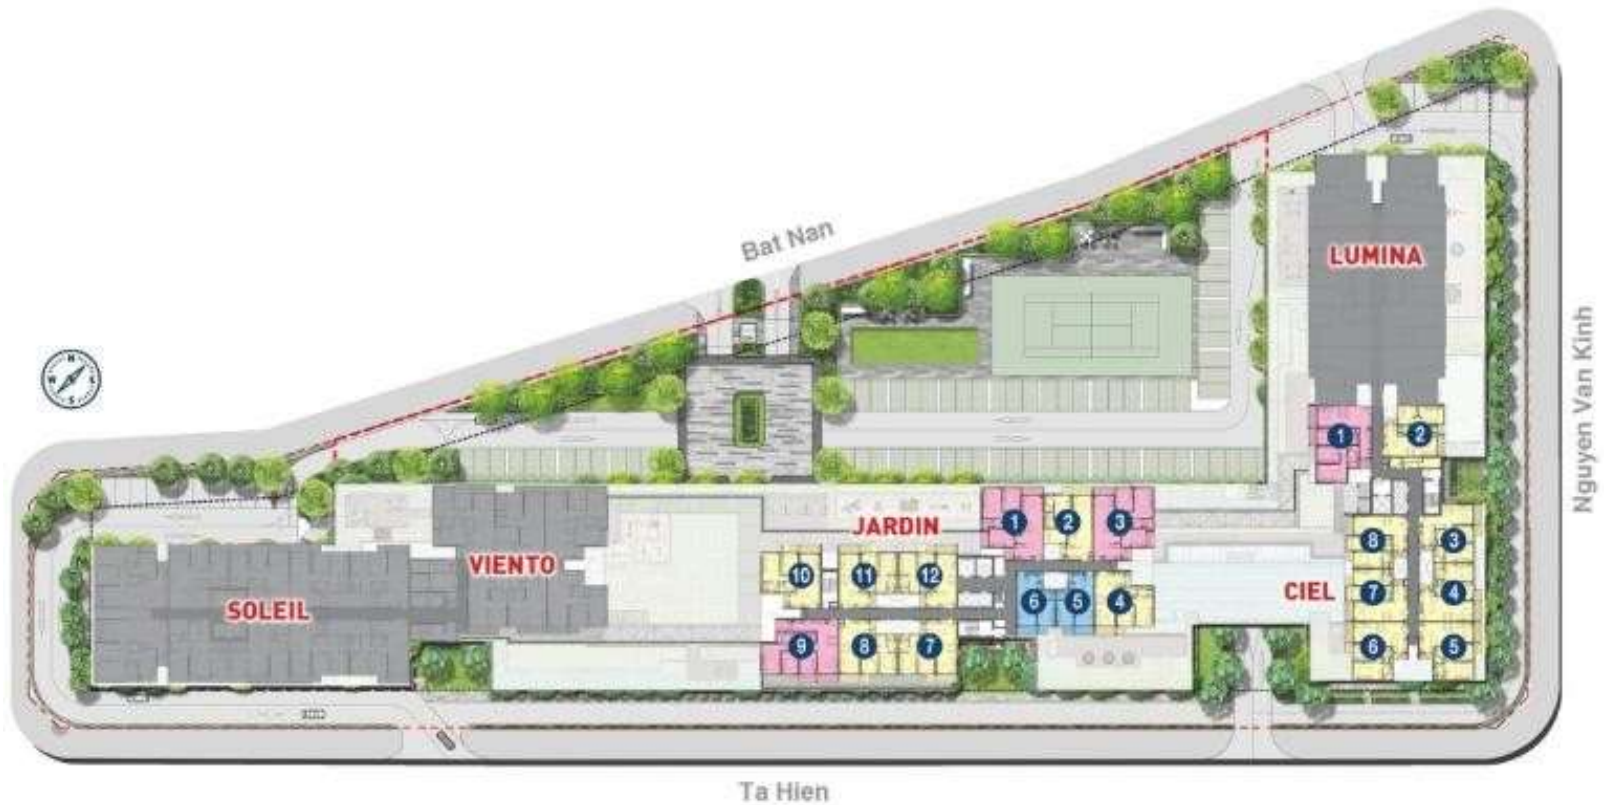 Bat Nan
LUMINA
Nguyen Van Kinh
N
W E
S
1 2
JARDIN
1 2 3
8 3
VIENTO
10 11 12
CIEL
7 4
SOLEIL
6 5 4
9 8 7
6 5
Ta Hien